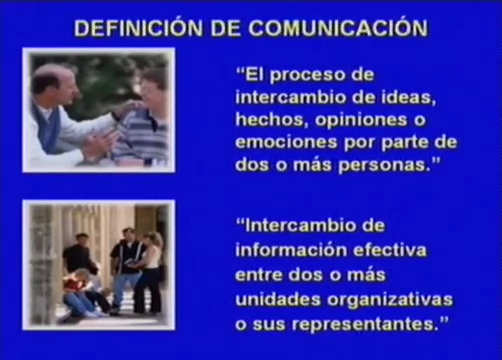 DEFINICIÓN DE COMUNICACIÓN
“El proceso de
intercambio de ideas,
hechos, opiniones o
emociones por parte de
dos o más personas.”
“Intercambio de
información efectiva
entre dos o más
unidades organizativas
o sus representantes.”